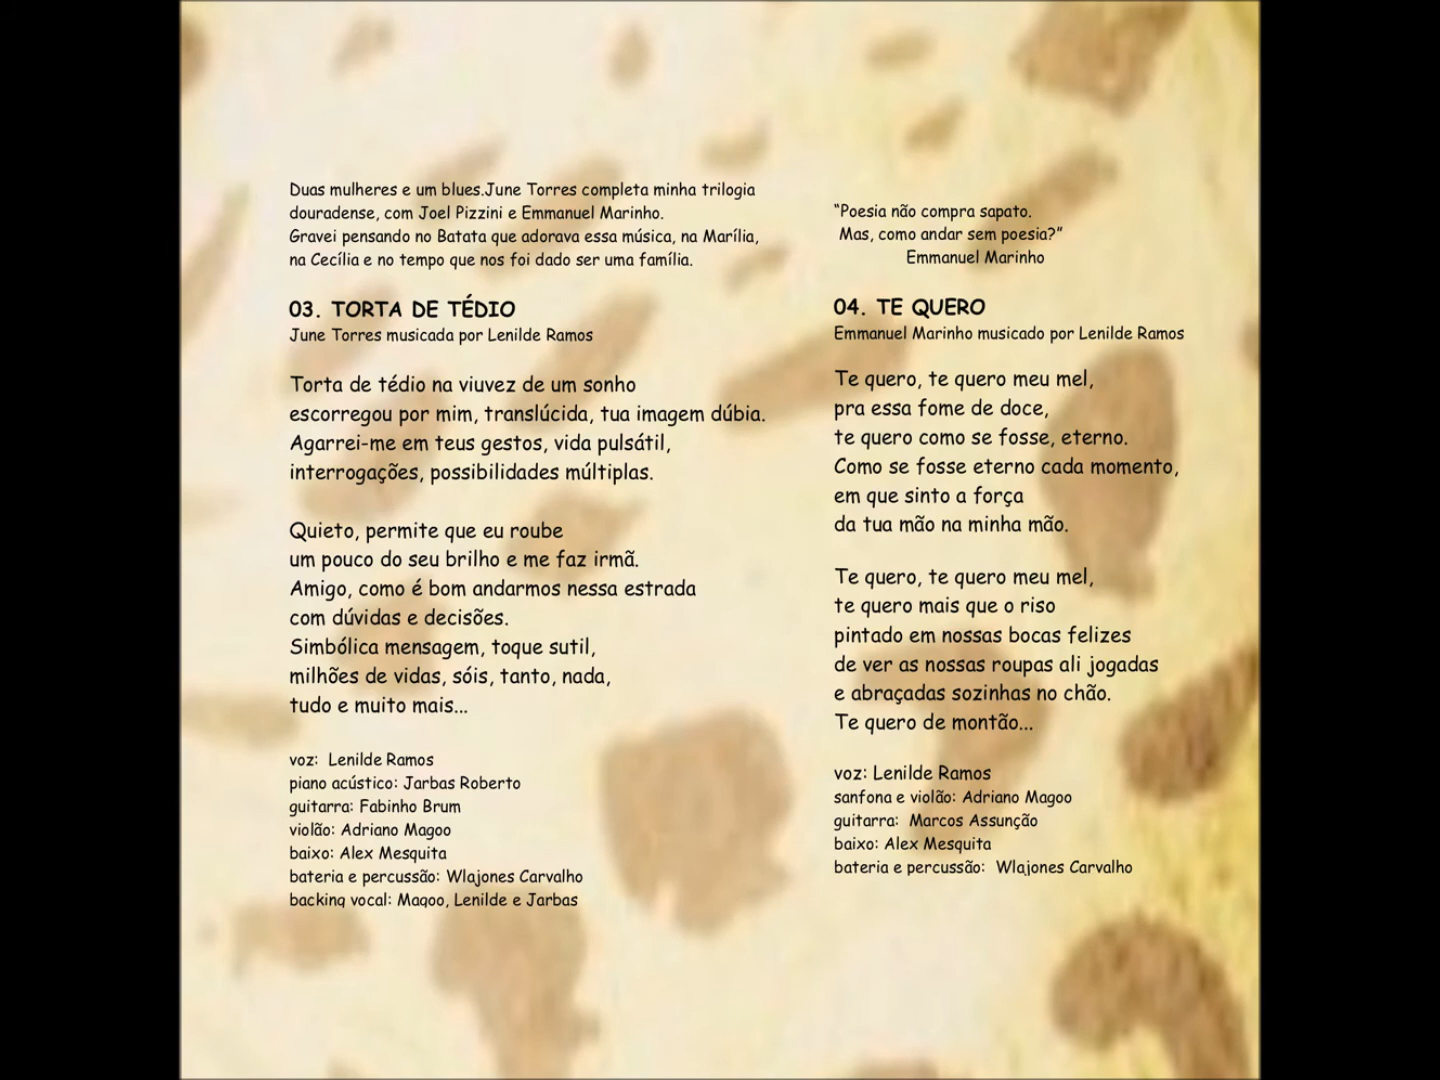 Duas mulheres e um blues.June Torres completa minha trilogia
douradense, com Joel Pizzini e Emmanuel Marinho.
Gravei pensando no Batata que adorava essa música, na Marília,
na Cecília e no tempo que nos foi dado ser uma família.
03. TORTA DE TÉDIO
June Torres musicada por Lenilde Ramos
Torta de tédio na viuvez de um sonho
escorregou por mim, translúcida, tua imagem dúbia.
Agarrei-me em teus gestos, vida pulsátil,
interrogações, possibilidades múltiplas.
Quieto, permite que eu roube
um pouco do seu brilho e me faz irmã.
Amigo, como é bom andarmos nessa estrada
com dúvidas e decisões.
Simbólica mensagem, toque sutil,
milhões de vidas, sóis, tanto, nada,
tudo e muito mais...
voz: Lenilde Ramos
piano acústico: Jarbas Roberto
guitarra: Fabinho Brum
violão: Adriano Magoo
baixo: Alex Mesquita
bateria e percussão: Wlajones Carvalho
backing vocal: Magoo, Lenilde e Jarbas
“Poesia não compra sapato.
Mas, como andar sem poesia?”
Emmanuel Marinho
04. TE QUERO
Emmanuel Marinho musicado por Lenilde Ramos
Te quero, te quero meu mel,
pra essa fome de doce,
te quero como se fosse, eterno.
Como se fosse eterno cada momento,
em que sinto a força
da tua mão na minha mão.
Te quero, te quero meu mel,
te quero mais que o riso
pintado em nossas bocas felizes
de ver as nossas roupas ali jogadas
e abraçadas sozinhas no chão.
Te quero de montão...
voz: Lenilde Ramos
sanfona e violão: Adriano Magoo
guitarra: Marcos Assunção
baixo: Alex Mesquita
bateria e percussão: Wlajones Carvalho